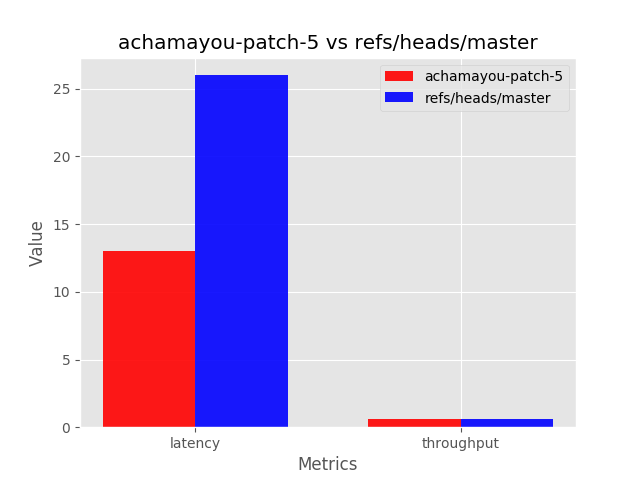 achamayou-patch-5 vs refs/heads/master
achamayou-patch-5
refs/heads/master
25
20
15
10
5
0
Value
latency
throughput
Metrics